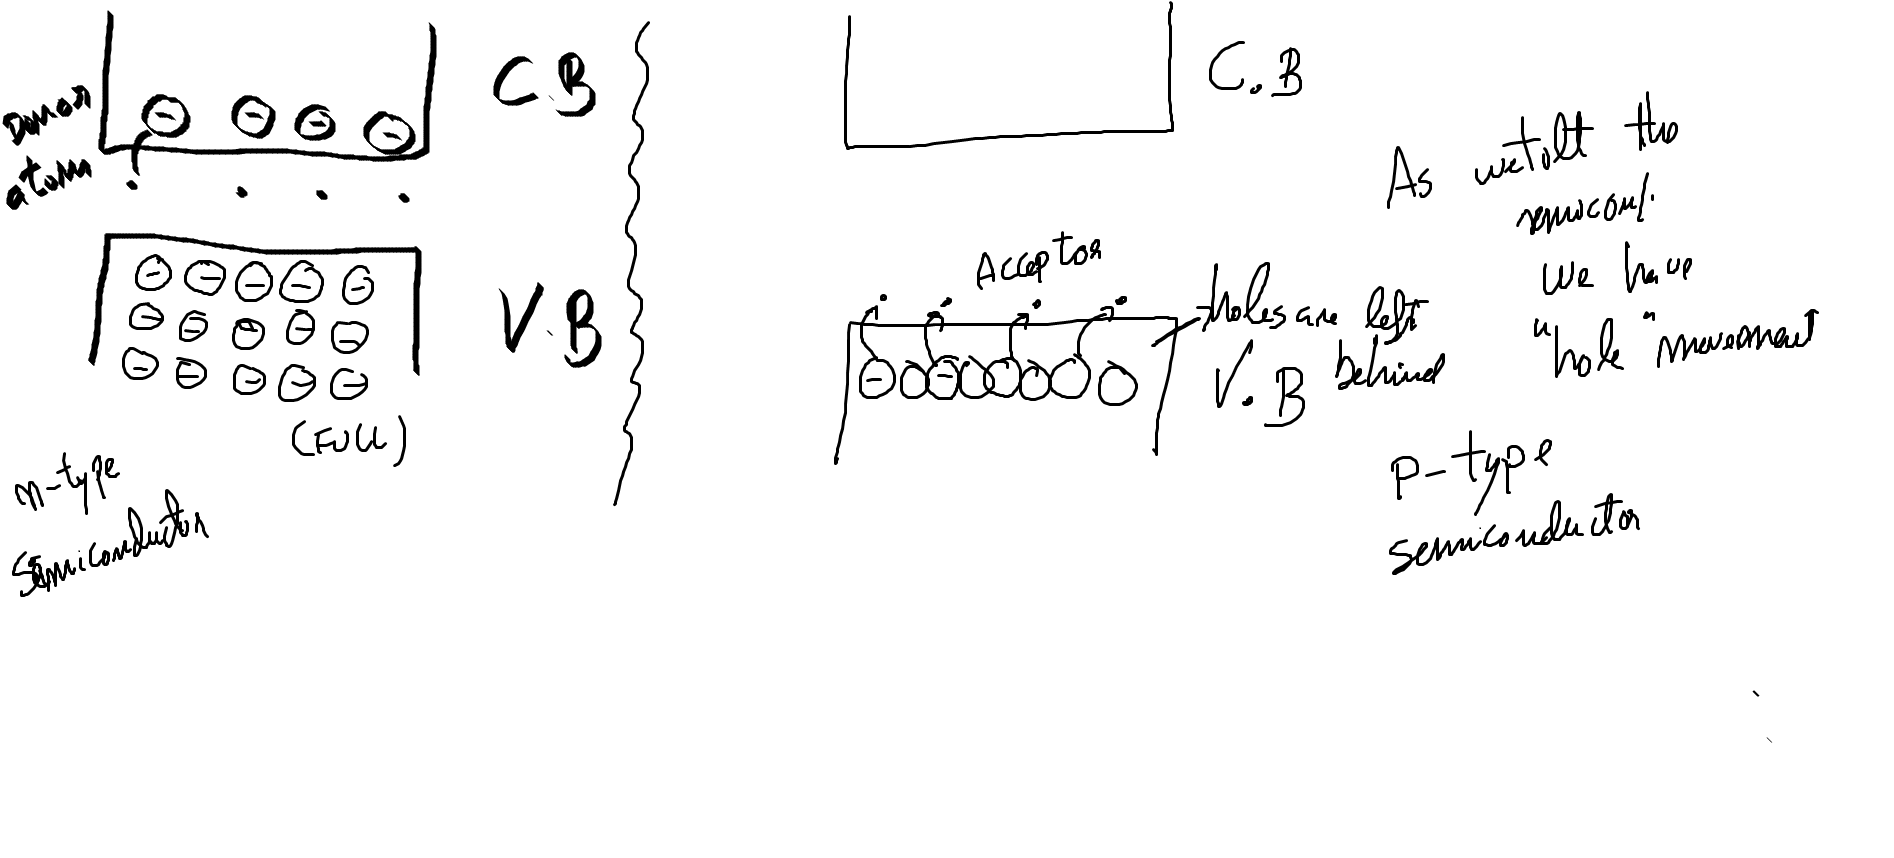 Donor
atom
C.B
V.B
(FULL)
n-type
Semiconductor
C.B
Acceptor
holes are left
behind
V.B
As we tilt the
semicond.
we have
"hole" movement
P-type
semiconductor